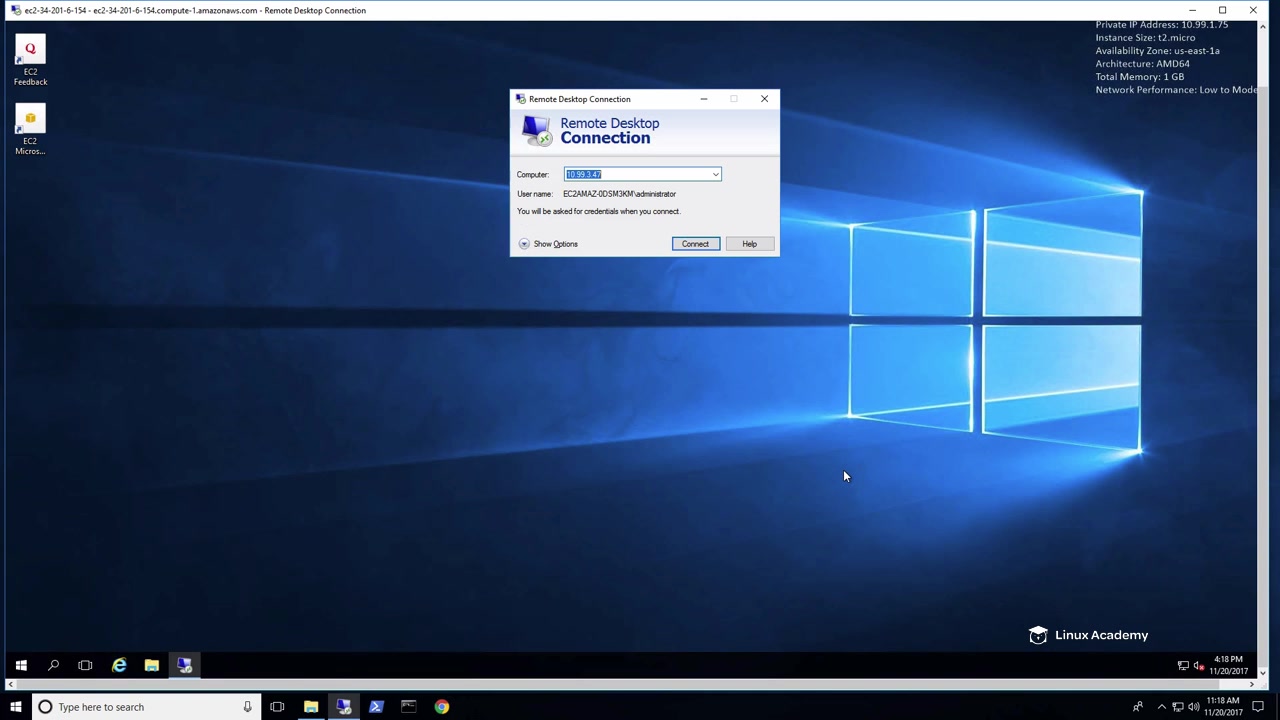 ec2-34-201-6-154 - ec2-34-201-6-154.compute-1.amazonaws.com - Remote Desktop Connection
Private IP Address: 10.99.1.75
Instance Size: t2.micro
Availability Zone: us-east-1a
Architecture: AMD64
Total Memory: 1 GB
Network Performance: Low to Mode
EC2
Feedback
EC2
Micros...
Remote Desktop Connection
Remote Desktop
Connection
Computer: 10.99.3.47
User name: EC2AMAZ-0DSM3KM\administrator
You will be asked for credentials when you connect.
Show Options
Connect
Help
Linux Academy
4:18 PM
11/20/2017
Type here to search
11:18 AM
11/20/2017